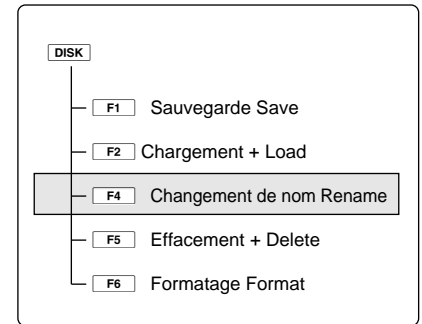 DISK
F1 Sauvegarde Save
F2 Chargement + Load
F4 Changement de nom Rename
F5 Effacement + Delete
F6 Formatage Format